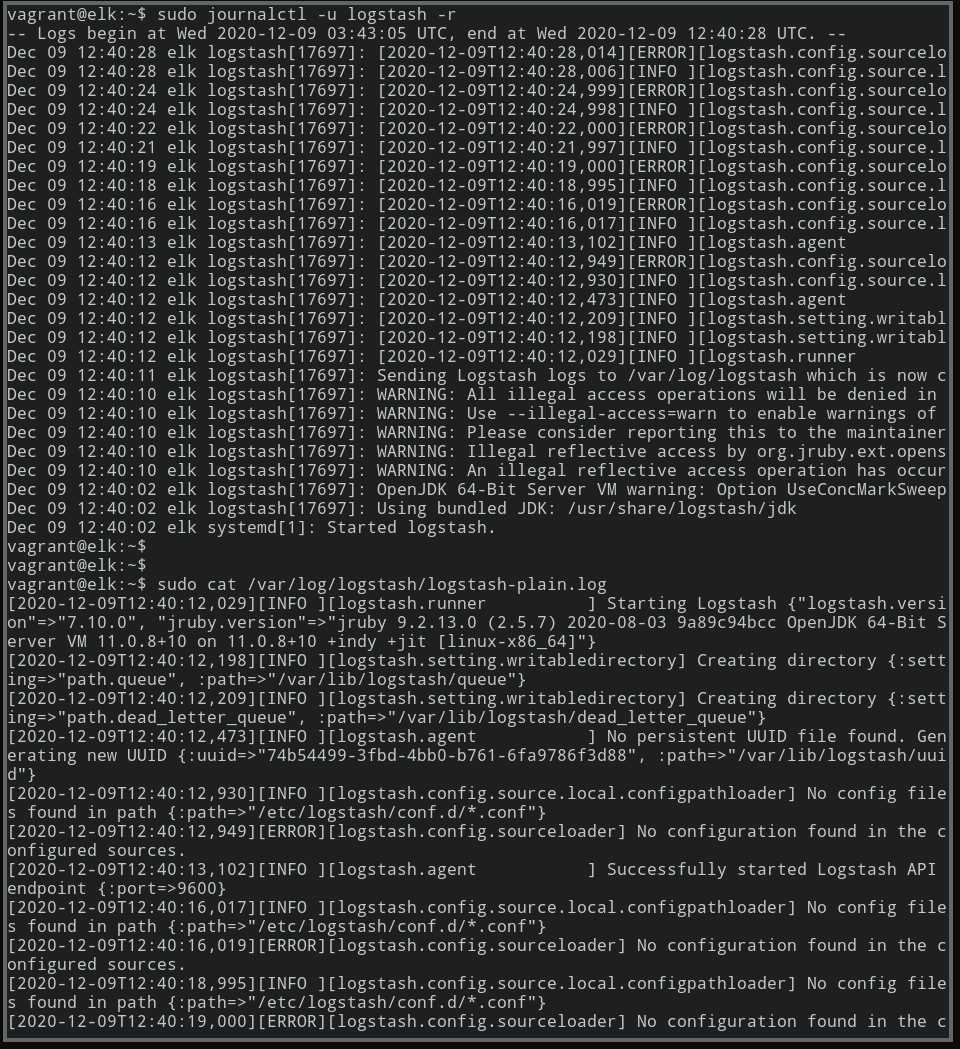 vagrant@elk:~$ sudo journalctl -u logstash -r
-- Logs begin at Wed 2020-12-09 03:43:05 UTC, end at Wed 2020-12-09 12:40:28 UTC. --
Dec 09 12:40:28 elk logstash[17697]: [2020-12-09T12:40:28,014][ERROR][logstash.config.sourcelo
Dec 09 12:40:28 elk logstash[17697]: [2020-12-09T12:40:28,006][INFO ][logstash.config.source.l
Dec 09 12:40:24 elk logstash[17697]: [2020-12-09T12:40:24,999][ERROR][logstash.config.sourcelo
Dec 09 12:40:24 elk logstash[17697]: [2020-12-09T12:40:24,998][INFO ][logstash.config.source.l
Dec 09 12:40:22 elk logstash[17697]: [2020-12-09T12:40:22,000][ERROR][logstash.config.sourcelo
Dec 09 12:40:21 elk logstash[17697]: [2020-12-09T12:40:21,997][INFO ][logstash.config.source.l
Dec 09 12:40:19 elk logstash[17697]: [2020-12-09T12:40:19,000][ERROR][logstash.config.sourcelo
Dec 09 12:40:18 elk logstash[17697]: [2020-12-09T12:40:18,995][INFO ][logstash.config.source.l
Dec 09 12:40:16 elk logstash[17697]: [2020-12-09T12:40:16,019][ERROR][logstash.config.sourcelo
Dec 09 12:40:16 elk logstash[17697]: [2020-12-09T12:40:16,017][INFO ][logstash.config.source.l
Dec 09 12:40:13 elk logstash[17697]: [2020-12-09T12:40:13,102][INFO ][logstash.agent
Dec 09 12:40:12 elk logstash[17697]: [2020-12-09T12:40:12,949][ERROR][logstash.config.sourcelo
Dec 09 12:40:12 elk logstash[17697]: [2020-12-09T12:40:12,930][INFO ][logstash.config.source.l
Dec 09 12:40:12 elk logstash[17697]: [2020-12-09T12:40:12,473][INFO ][logstash.agent
Dec 09 12:40:12 elk logstash[17697]: [2020-12-09T12:40:12,209][INFO ][logstash.setting.writabl
Dec 09 12:40:12 elk logstash[17697]: [2020-12-09T12:40:12,198][INFO ][logstash.setting.writabl
Dec 09 12:40:12 elk logstash[17697]: [2020-12-09T12:40:12,029][INFO ][logstash.runner
Dec 09 12:40:11 elk logstash[17697]: Sending Logstash logs to /var/log/logstash which is now c
Dec 09 12:40:10 elk logstash[17697]: WARNING: All illegal access operations will be denied in
Dec 09 12:40:10 elk logstash[17697]: WARNING: Use --illegal-access=warn to enable warnings of
Dec 09 12:40:10 elk logstash[17697]: WARNING: Please consider reporting this to the maintainer
Dec 09 12:40:10 elk logstash[17697]: WARNING: Illegal reflective access by org.jruby.ext.opens
Dec 09 12:40:10 elk logstash[17697]: WARNING: An illegal reflective access operation has occur
Dec 09 12:40:02 elk logstash[17697]: OpenJDK 64-Bit Server VM warning: Option UseConcMarkSweep
Dec 09 12:40:02 elk logstash[17697]: Using bundled JDK: /usr/share/logstash/jdk
Dec 09 12:40:02 elk systemd[1]: Started logstash.
vagrant@elk:~$
vagrant@elk:~$
vagrant@elk:~$ sudo cat /var/log/logstash/logstash-plain.log
[2020-12-09T12:40:12,029][INFO ][logstash.runner           ] Starting Logstash {"logstash.versi
on"=>"7.10.0", "jruby.version"=>"jruby 9.2.13.0 (2.5.7) 2020-08-03 9a89c94bcc OpenJDK 64-Bit S
erver VM 11.0.8+10 on 11.0.8+10 +indy +jit [linux-x86_64]"}
[2020-12-09T12:40:12,198][INFO ][logstash.setting.writabledirectory] Creating directory {:sett
ing=>"path.queue", :path=>"/var/lib/logstash/queue"}
[2020-12-09T12:40:12,209][INFO ][logstash.setting.writabledirectory] Creating directory {:sett
ing=>"path.dead_letter_queue", :path=>"/var/lib/logstash/dead_letter_queue"}
[2020-12-09T12:40:12,473][INFO ][logstash.agent            ] No persistent UUID file found. Gen
erating new UUID {:uuid=>"74b54499-3fbd-4bb0-b761-6fa9786f3d88", :path=>"/var/lib/logstash/uui
d"}
[2020-12-09T12:40:12,930][INFO ][logstash.config.source.local.configpathloader] No config file
s found in path {:path=>"/etc/logstash/conf.d/*.conf"}
[2020-12-09T12:40:12,949][ERROR][logstash.config.sourceloader] No configuration found in the c
onfigured sources.
[2020-12-09T12:40:13,102][INFO ][logstash.agent            ] Successfully started Logstash API
endpoint {:port=>9600}
[2020-12-09T12:40:16,017][INFO ][logstash.config.source.local.configpathloader] No config file
s found in path {:path=>"/etc/logstash/conf.d/*.conf"}
[2020-12-09T12:40:16,019][ERROR][logstash.config.sourceloader] No configuration found in the c
onfigured sources.
[2020-12-09T12:40:18,995][INFO ][logstash.config.source.local.configpathloader] No config file
s found in path {:path=>"/etc/logstash/conf.d/*.conf"}
[2020-12-09T12:40:19,000][ERROR][logstash.config.sourceloader] No configuration found in the c